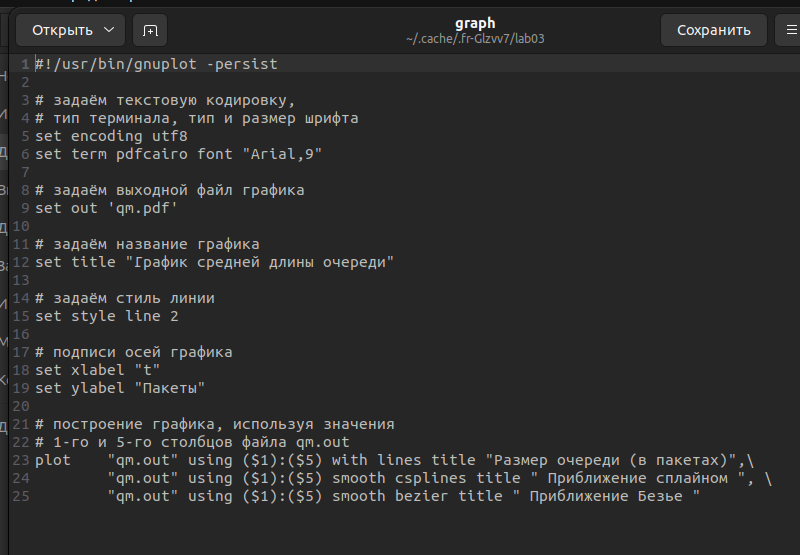 Открыть
graph
~/.cache/.fr-Glzvv7/lab03
Сохранить
1 #!/usr/bin/gnuplot -persist
2
3 # задаём текстовую кодировку,
4 # тип терминала, тип и размер шрифта
5 set encoding utf8
6 set term pdfcairo font "Arial,9"
7
8 # задаём выходной файл графика
9 set out 'qm.pdf'
10
11 # задаём название графика
12 set title "График средней длины очереди"
13
14 # задаём стиль линии
15 set style line 2
16
17 # подписи осей графика
18 set xlabel "t"
19 set ylabel "Пакеты"
20
21 # построение графика, используя значения
22 # 1-го и 5-го столбцов файла qm.out
23 plot    "qm.out" using ($1):($5) with lines title "Размер очереди (в пакетах)",\
24         "qm.out" using ($1):($5) smooth csplines title " Приближение сплайном ", \
25         "qm.out" using ($1):($5) smooth bezier title " Приближение Безье "